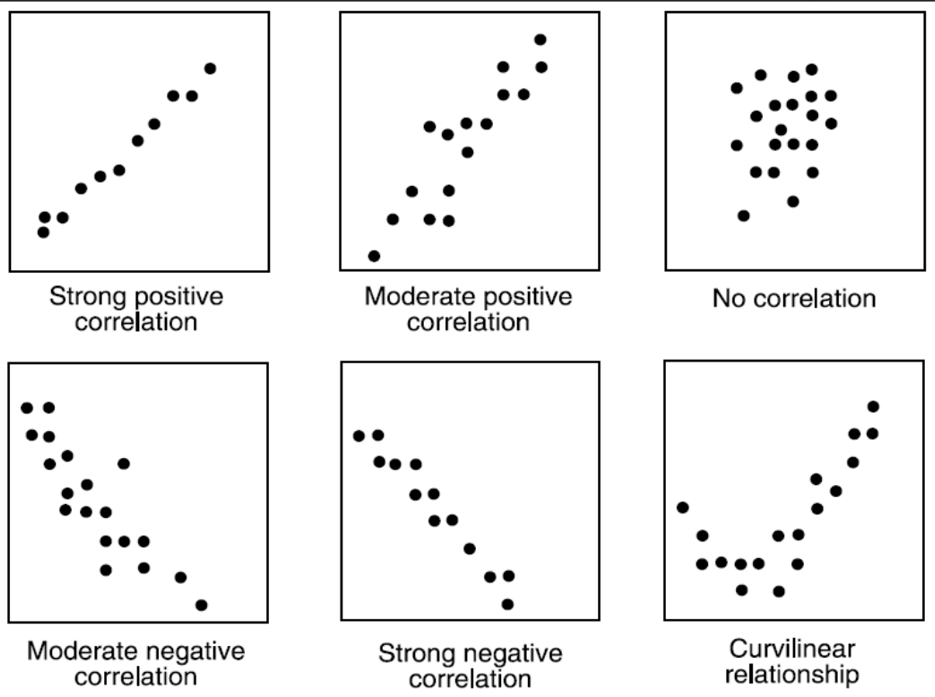 Strong positive
correlation
Moderate positive
correlation
No correlation
Moderate negative
correlation
Strong negative
correlation
Curvilinear
relationship